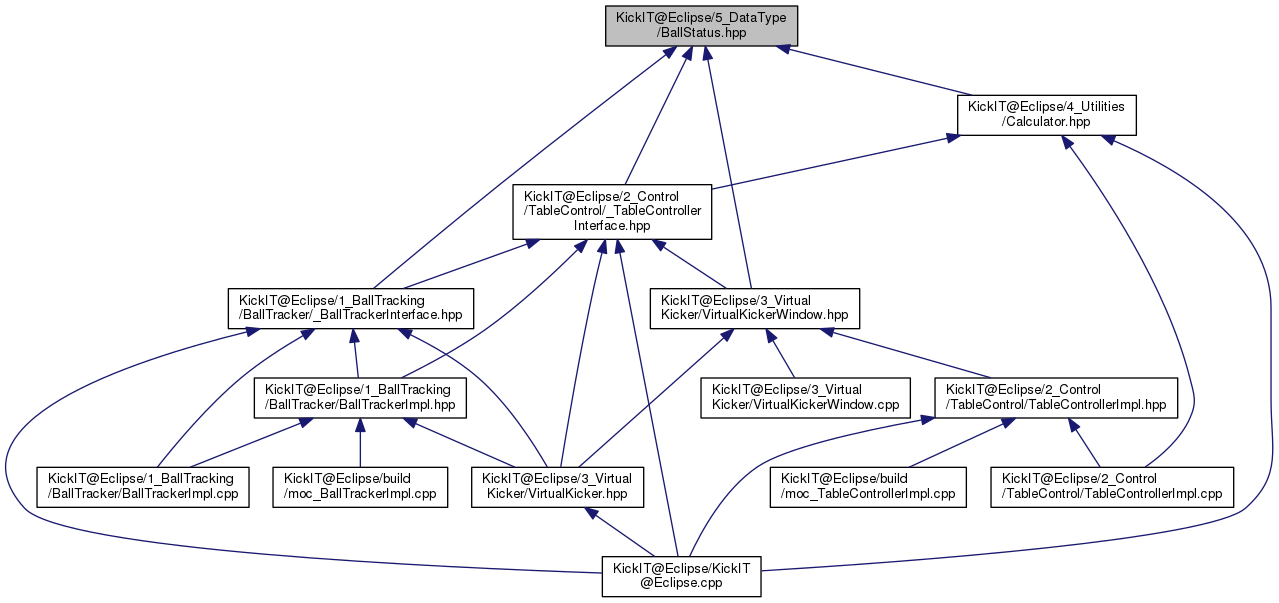 KickIT@Eclipse/5_DataType
/BallStatus.hpp
KickIT@Eclipse/4_Utilities
/Calculator.hpp
KickIT@Eclipse/2_Control
/TableControl/_TableController
Interface.hpp
KickIT@Eclipse/1_BallTracking
/BallTracker/_BallTrackerInterface.hpp
KickIT@Eclipse/3_Virtual
Kicker/VirtualKickerWindow.hpp
KickIT@Eclipse/1_BallTracking
/BallTracker/BallTrackerImpl.hpp
KickIT@Eclipse/3_Virtual
Kicker/VirtualKickerWindow.cpp
KickIT@Eclipse/2_Control
/TableControl/TableControllerImpl.hpp
KickIT@Eclipse/1_BallTracking
/BallTracker/BallTrackerImpl.cpp
KickIT@Eclipse/build
/moc_BallTrackerImpl.cpp
KickIT@Eclipse/3_Virtual
Kicker/VirtualKicker.hpp
KickIT@Eclipse/build
/moc_TableControllerImpl.cpp
KickIT@Eclipse/2_Control
/TableControl/TableControllerImpl.cpp
KickIT@Eclipse/KickIT
@Eclipse.cpp